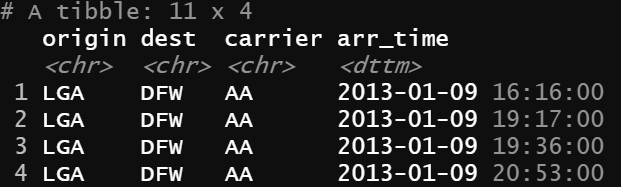 # A tibble: 11 x 4
origin dest carrier arr_time
<chr> <chr> <chr> <dttm>
1 LGA DFW AA 2013-01-09 16:16:00
2 LGA DFW AA 2013-01-09 19:17:00
3 LGA DFW AA 2013-01-09 19:36:00
4 LGA DFW AA 2013-01-09 20:53:00